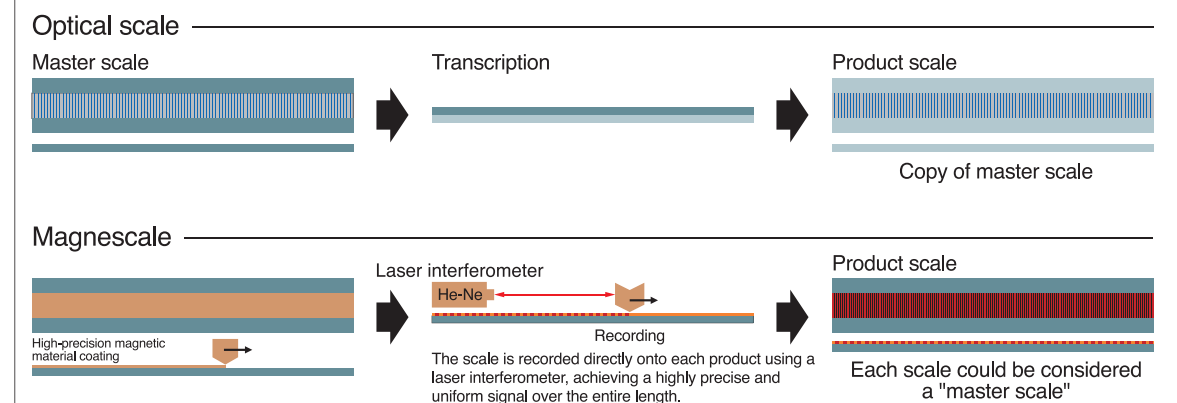 Optical scale
Master scale
Transcription
Product scale
Copy of master scale
Magnescale
High-precision magnetic
material coating
Laser interferometer
He-Ne
Recording
The scale is recorded directly onto each product using a
laser interferometer, achieving a highly precise and
uniform signal over the entire length.
Product scale
Each scale could be considered
a "master scale"